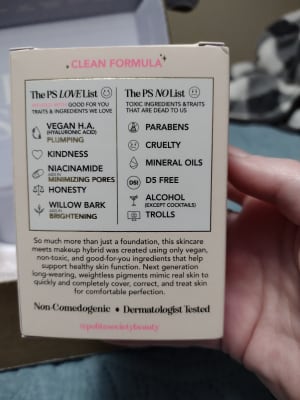 CLEAN FORMULA
The PS LOVE List
GOOD FOR YOU
TRAITS & INGREDIENTS WE LOVE
VEGAN H.A.
(HYALURONIC ACID)
PLUMPING
KINDNESS
NIACINAMIDE
MINIMIZING PORES
HONESTY
WILLOW BARK
BRIGHTENING
The PS NO List
TOXIC INGREDIENTS & TRAITS
THAT ARE DEAD TO US
PARABENS
CRUELTY
MINERAL OILS
D5 FREE
ALCOHOL
(EXCEPT COCKTAILS)
TROLLS
So much more than just a foundation, this skincare
meets makeup hybrid was created using only vegan,
non-toxic, and good-for-you ingredients that help
support healthy skin function. Next generation
long-wearing, weightless pigments mimic real skin to
quickly and completely cover, correct, and treat skin
for comfortable perfection.
Non-Comedogenic • Dermatologist Tested
@politesocietybeauty